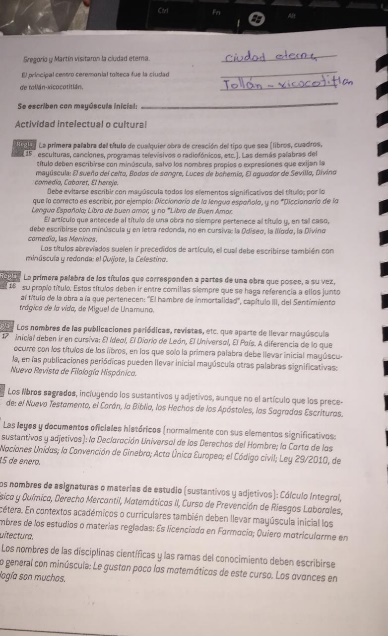 Ctrl
Fn
Alt
Gregorio y Martín visitaron la ciudad eterna.
ciudad eterna
El principal centro ceremonial tolteca fue la ciudad
de tollán-xicocotitlán.
Tollán - xicocotitlan
Se escriben con mayúscula inicial:
Actividad intelectual o cultural
Regla La primera palabra del título de cualquier obra de creación del tipo que sea (libros, cuadros,
15 esculturas, canciones, programas televisivos o radiofónicos, etc.). Las demás palabras del
título deben escribirse con minúscula, salvo los nombres propios o expresiones que exijan la
mayúscula: El sueño del celta, Bodas de sangre, Luces de bohemia, El aguador de Sevilla, Divina
comedia, Cabaret, El hereje.
Debe evitarse escribir con mayúscula todos los elementos significativos del título; por lo
que lo correcto es escribir, por ejemplo: Diccionario de la lengua española, y no *Diccionario de la
Lengua Española; Libro de buen amor, y no *Libro de Buen Amor.
El artículo que antecede al título de una obra no siempre pertenece al título y, en tal caso,
debe escribirse con minúscula y en letra redonda, no en cursiva: la Odisea, la Ilíada, la Divina
comedia, las Meninas.
Los títulos abreviados suelen ir precedidos de artículo, el cual debe escribirse también con
minúscula y redonda: el Quijote, la Celestina.
Regla La primera palabra de los títulos que corresponden a partes de una obra que posee, a su vez,
16 su propio título. Estos títulos deben ir entre comillas siempre que se haga referencia a ellos junto
al título de la obra a la que pertenecen: "El hambre de inmortalidad", capítulo III, del Sentimiento
trágico de la vida, de Miguel de Unamuno.
Los nombres de las publicaciones periódicas, revistas, etc. que aparte de llevar mayúscula
17 inicial deben ir en cursiva: El Ideal, El Diario de León, El Universal, El País. A diferencia de lo que
ocurre con los títulos de los libros, en los que solo la primera palabra debe llevar inicial mayúscu-
la, en las publicaciones periódicas pueden llevar inicial mayúscula otras palabras significativas:
Nueva Revista de Filología Hispánica.
Los libros sagrados, incluyendo los sustantivos y adjetivos, aunque no el artículo que los prece-
de: el Nuevo Testamento, el Corán, la Biblia, los Hechos de los Apóstoles, las Sagradas Escrituras.
Las leyes y documentos oficiales históricos (normalmente con sus elementos significativos:
sustantivos y adjetivos): la Declaración Universal de los Derechos del Hombre; la Carta de las
Naciones Unidas; la Convención de Ginebra; Acta Única Europea; el Código civil; Ley 29/2010, de
15 de enero.
os nombres de asignaturas o materias de estudio (sustantivos y adjetivos): Cálculo Integral,
ísica y Química, Derecho Mercantil, Matemáticas II, Curso de Prevención de Riesgos Laborales,
cétera. En contextos académicos o curriculares también deben llevar mayúscula inicial los
mbres de los estudios o materias regladas: Es licenciada en Farmacia; Quiero matricularme en
uitectura.
Los nombres de las disciplinas científicas y las ramas del conocimiento deben escribirse
o general con minúscula: Le gustan poco las matemáticas de este curso. Los avances en
logía son muchos.